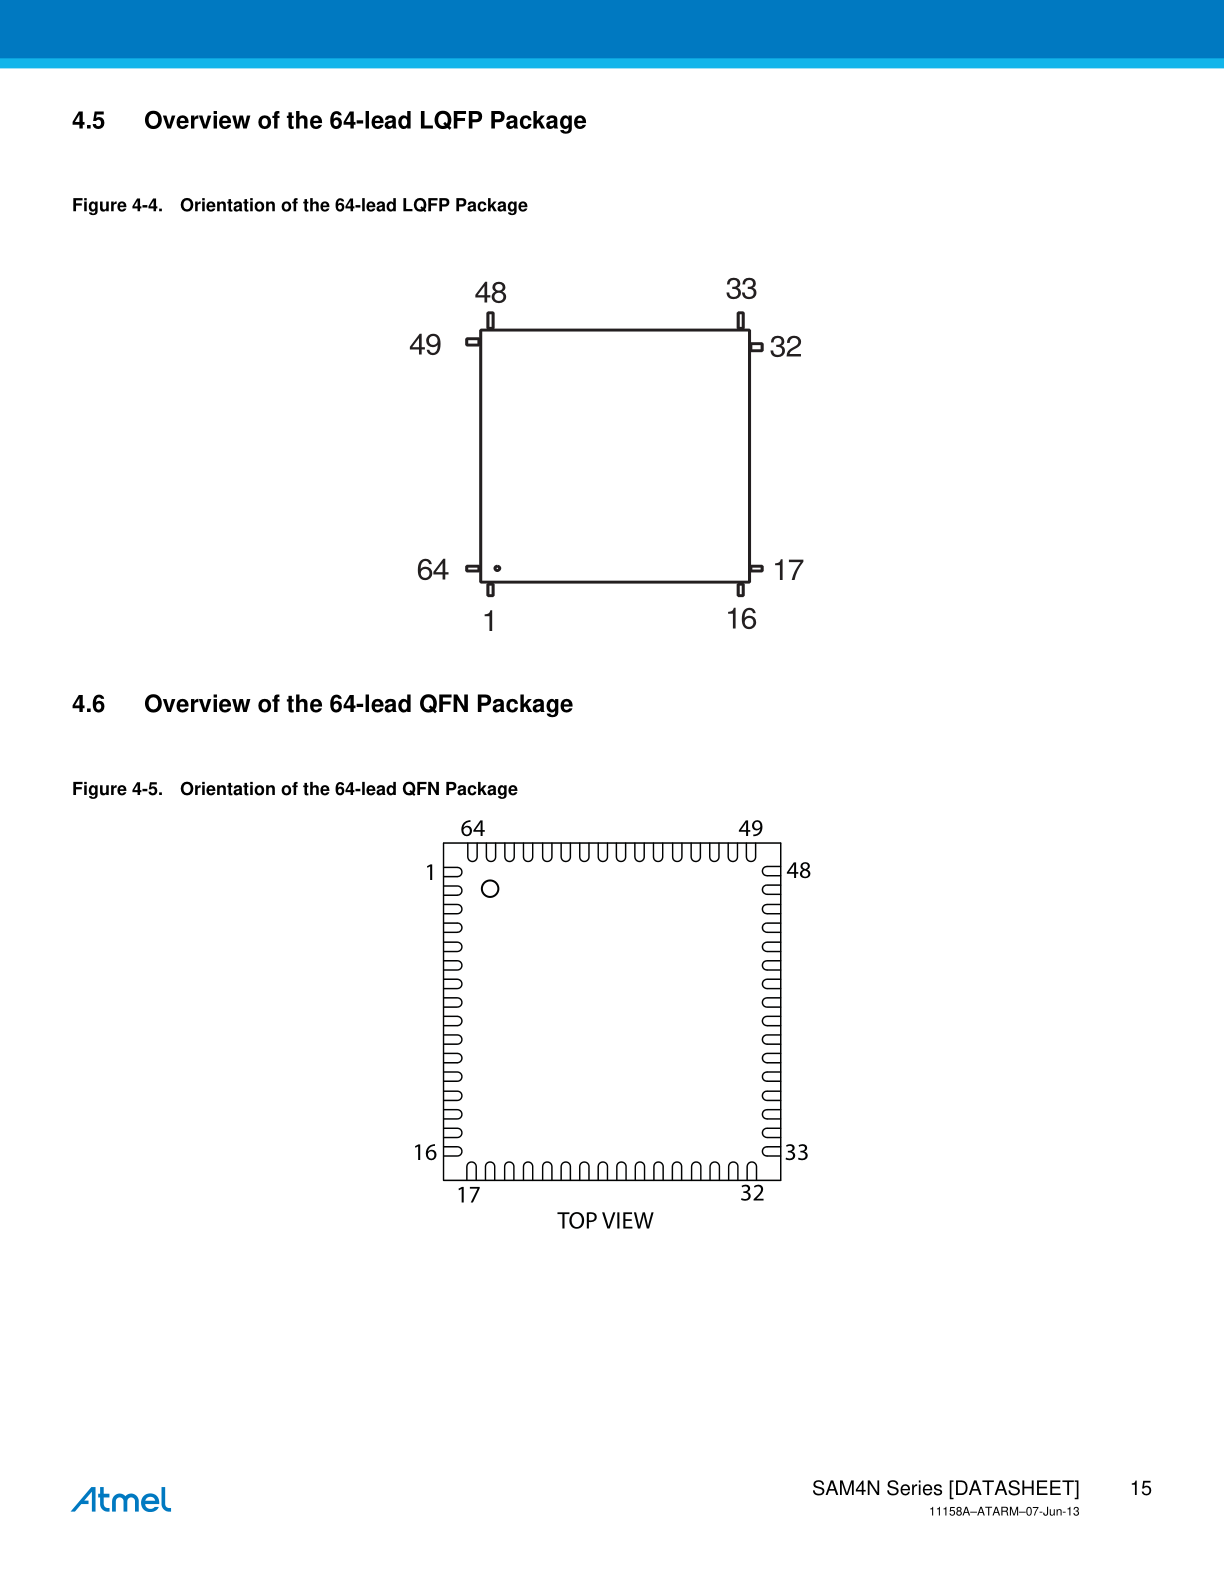 4.5 Overview of the 64-lead LQFP Package
Figure 4-4. Orientation of the 64-lead LQFP Package
48 33
49 32
64 17
1 16
4.6 Overview of the 64-lead QFN Package
Figure 4-5. Orientation of the 64-lead QFN Package
64 49
1 48
16 33
17 32
TOP VIEW
Atmel
SAM4N Series [DATASHEET] 15
11158A–ATARM–07-Jun-13